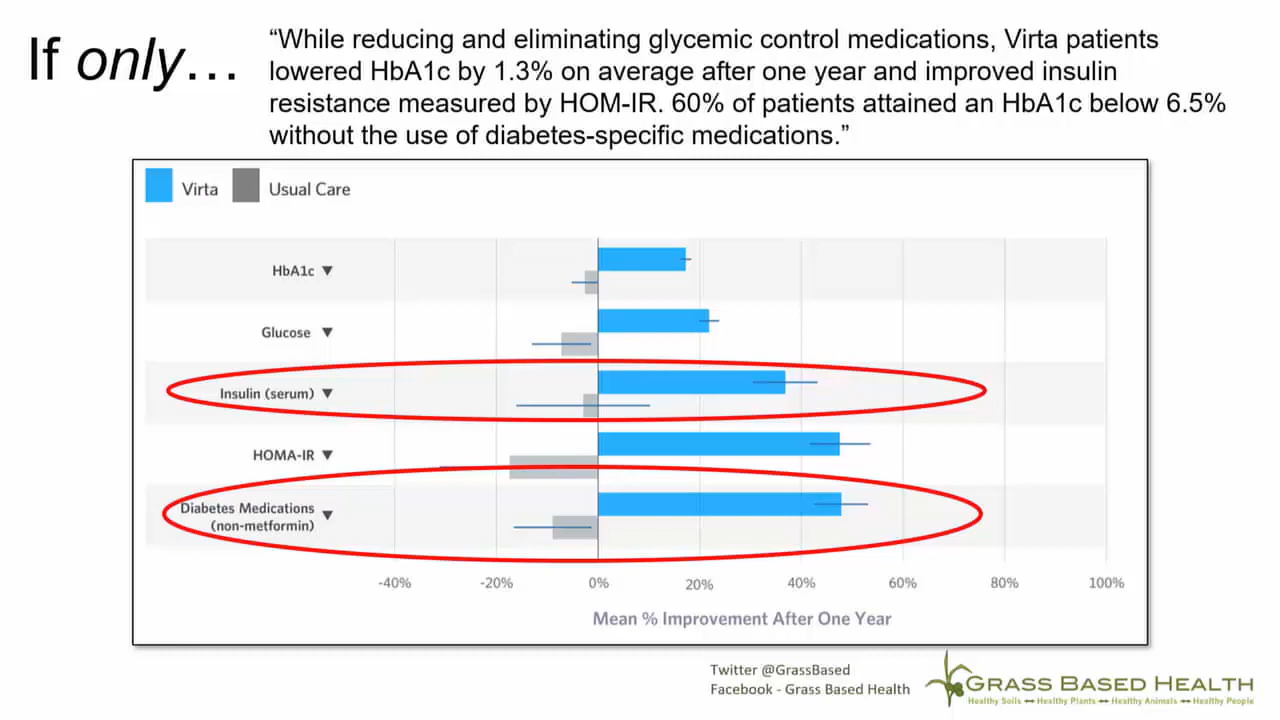 If only…
“While reducing and eliminating glycemic control medications, Virta patients
lowered HbA1c by 1.3% on average after one year and improved insulin
resistance measured by HOM-IR. 60% of patients attained an HbA1c below 6.5%
without the use of diabetes-specific medications.”
Virta
Usual Care
HbA1c ▼
Glucose ▼
Insulin (serum) ▼
HOMA-IR ▼
Diabetes Medications
(non-metformin) ▼
-40% -20% 0% 20% 40% 60% 80% 100%
Mean % Improvement After One Year
Twitter @GrassBased
Facebook - Grass Based Health
GRASS BASED HEALTH
Healthy Soils ↔ Healthy Plants ↔ Healthy Animals ↔ Healthy People